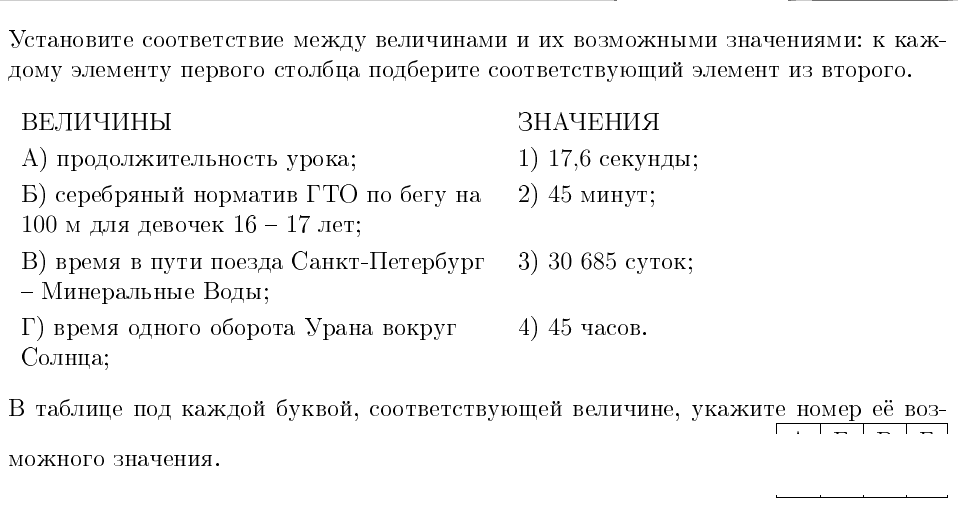 Установите соответствие между величинами и их возможными значениями: к каж-
дому элементу первого столбца подберите соответствующий элемент из второго.
ВЕЛИЧИНЫ
ЗНАЧЕНИЯ
А) продолжительность урока;
1) 17,6 секунды;
Б) серебряный норматив ГТО по бегу на
100 м для девочек 16 – 17 лет;
2) 45 минут;
В) время в пути поезда Санкт-Петербург
– Минеральные Воды;
3) 30 685 суток;
Г) время одного оборота Урана вокруг
Солнца;
4) 45 часов.
В таблице под каждой буквой, соответствующей величине, укажите номер её воз-
можного значения.